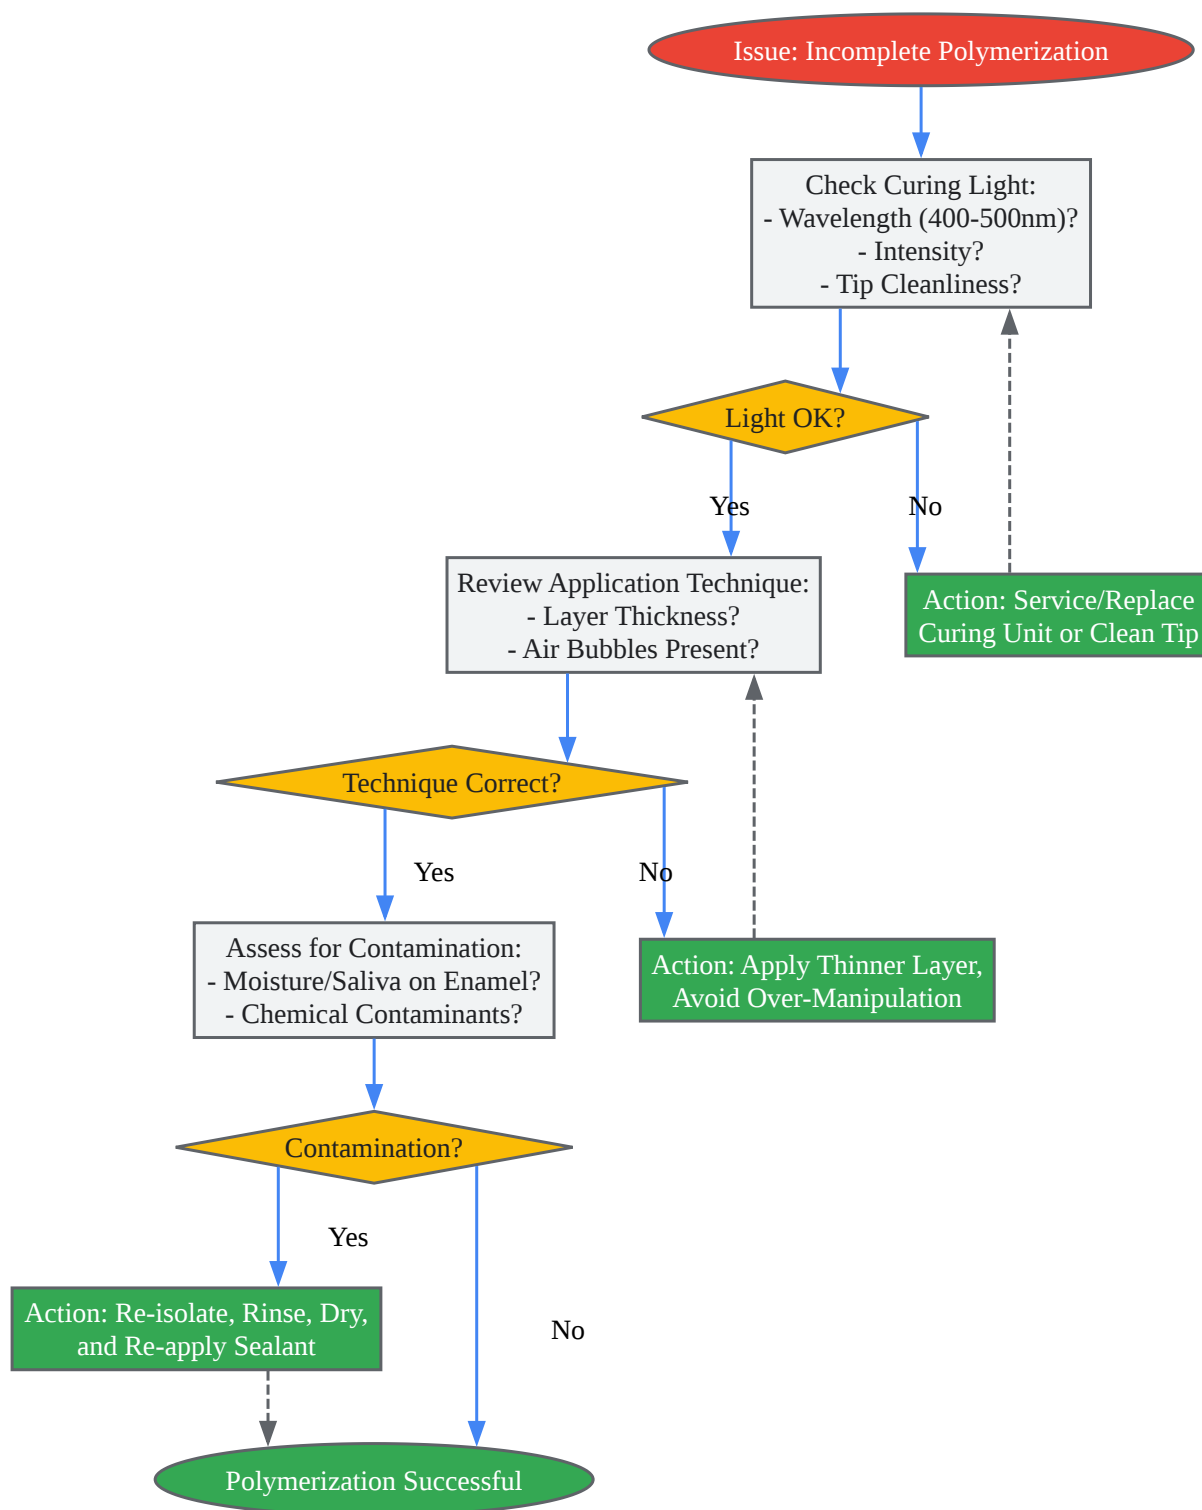 Issue: Incomplete Polymerization
Check Curing Light:
- Wavelength (400-500nm)?
- Intensity?
- Tip Cleanliness?
Light OK?
Yes
No
Review Application Technique:
- Layer Thickness?
- Air Bubbles Present?
Action: Service/Replace
Curing Unit or Clean Tip
Technique Correct?
Yes
No
Assess for Contamination:
- Moisture/Saliva on Enamel?
- Chemical Contaminants?
Action: Apply Thinner Layer,
Avoid Over-Manipulation
Contamination?
Yes
Action: Re-isolate, Rinse, Dry,
and Re-apply Sealant
No
Polymerization Successful